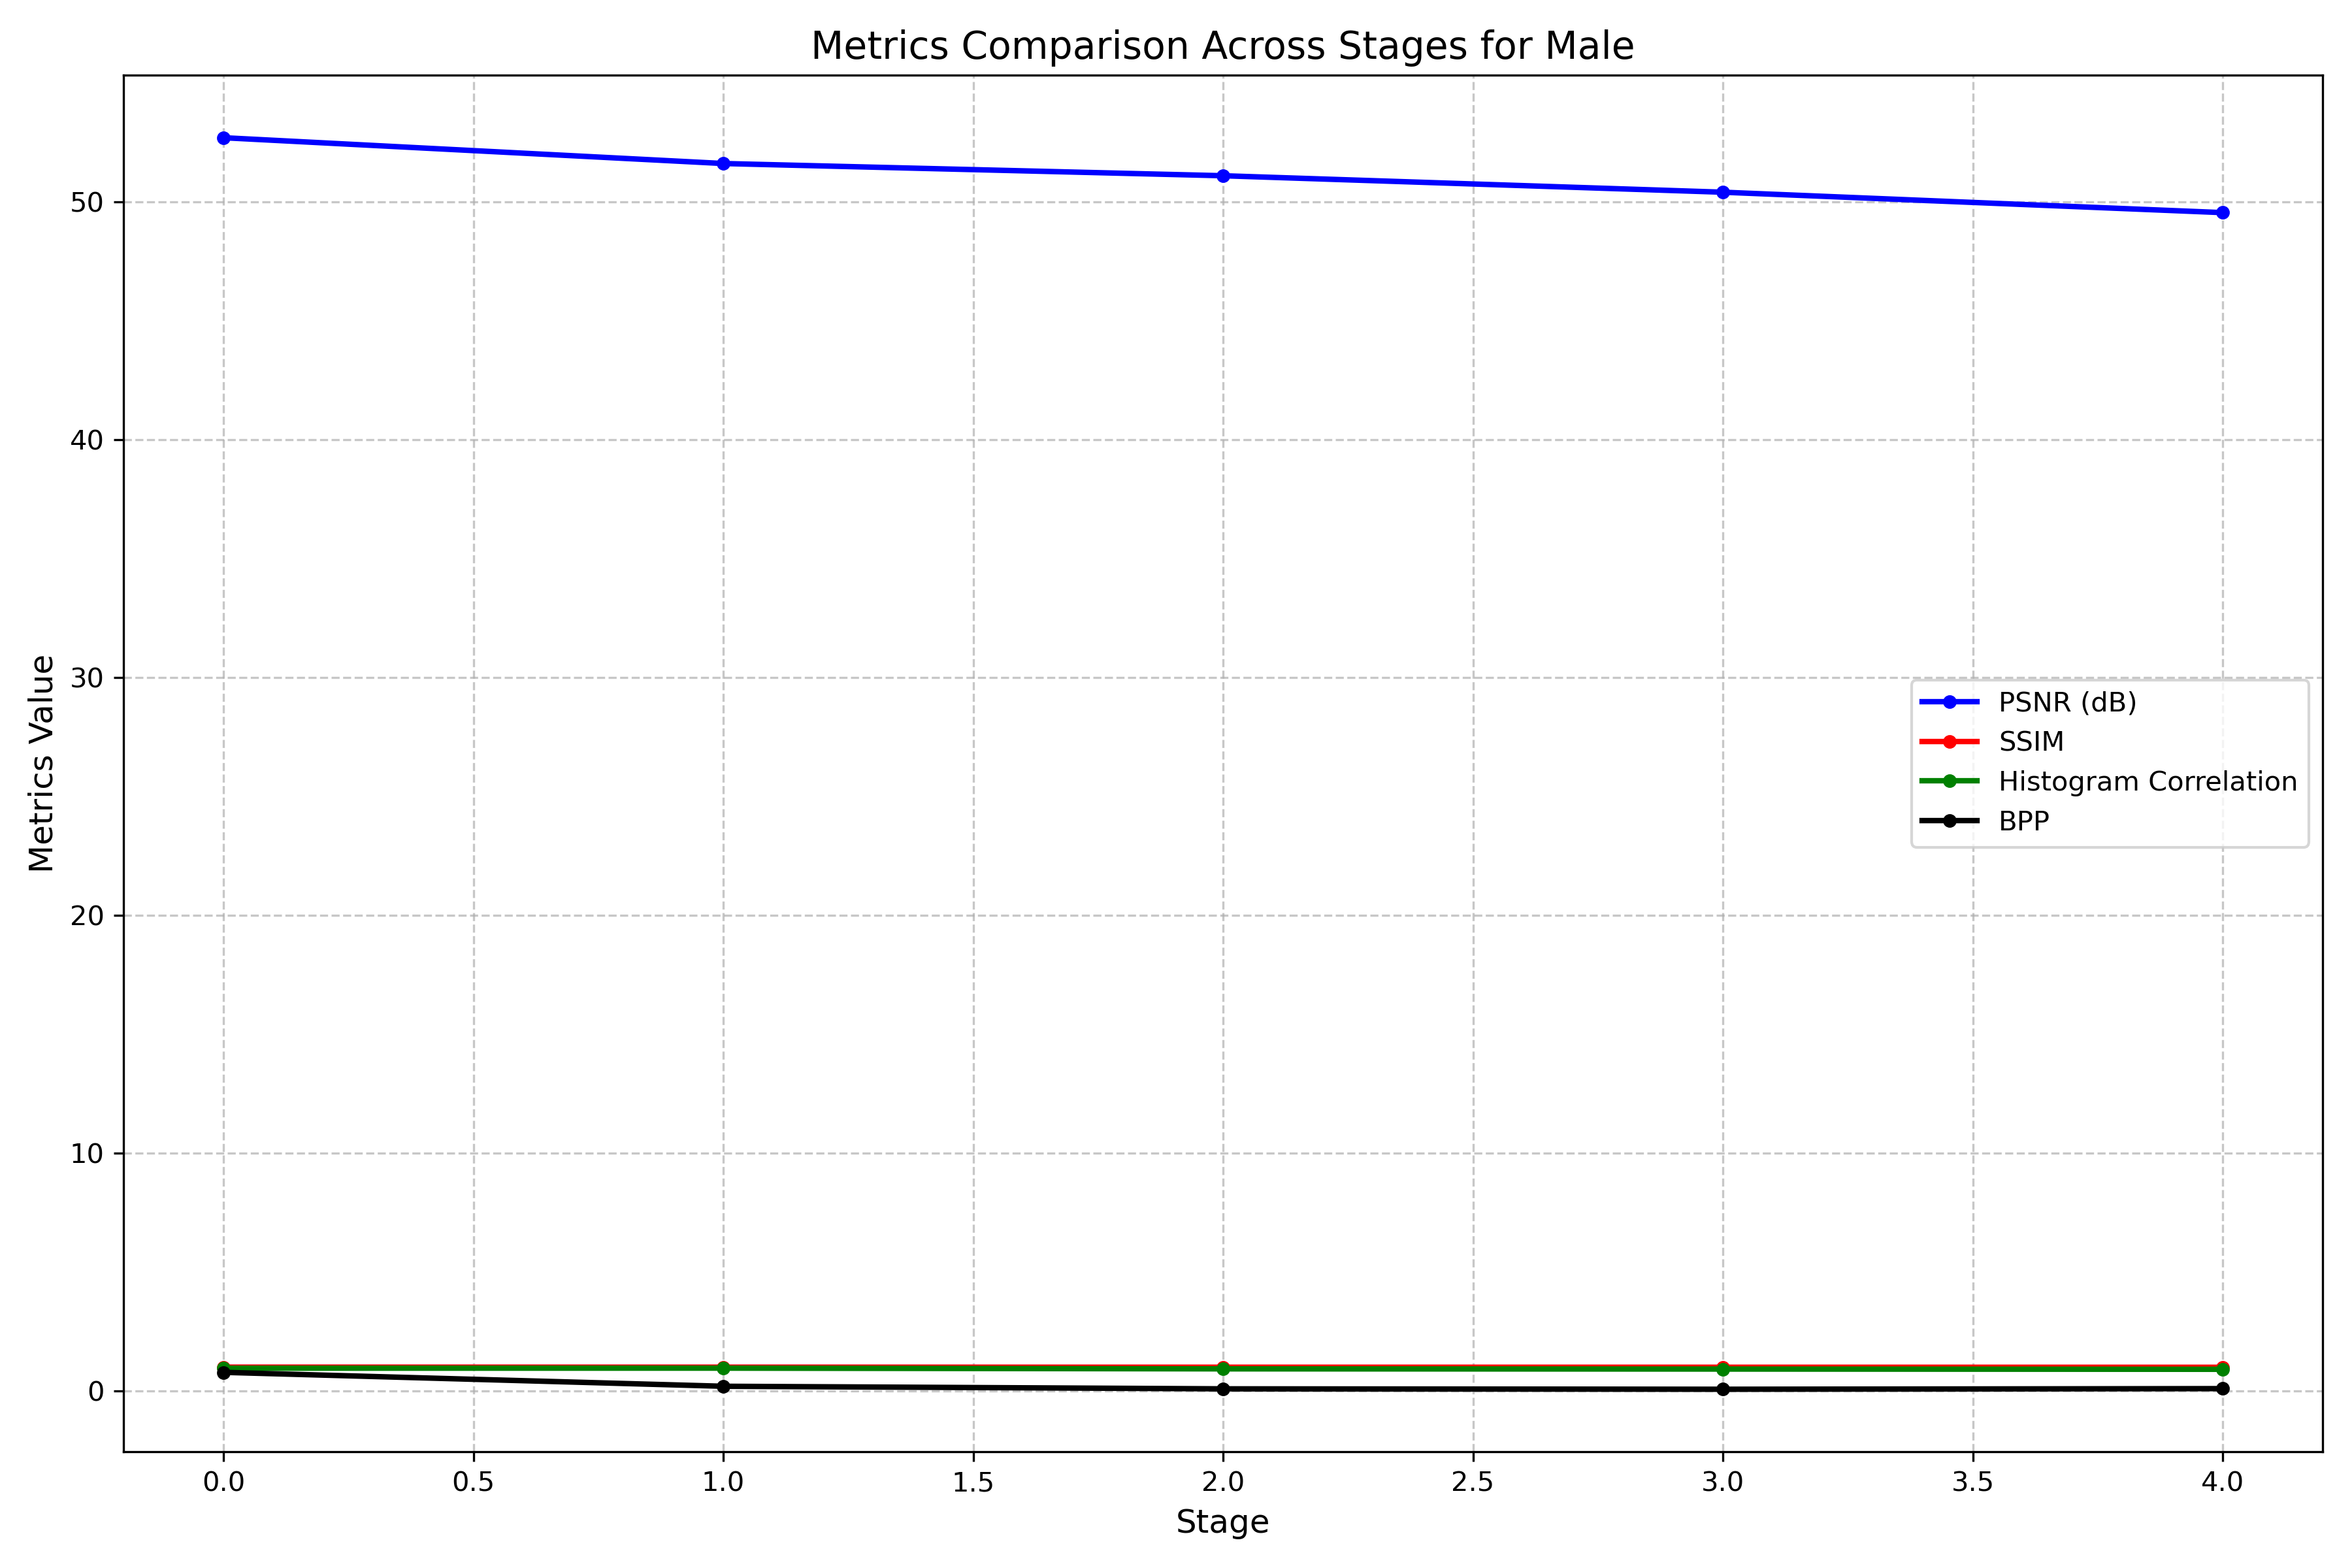 Metrics Comparison Across Stages for Male
Metrics Value
50
40
30
20
10
0
PSNR (dB)
SSIM
Histogram Correlation
BPP
0.0 0.5 1.0 1.5 2.0 2.5 3.0 3.5 4.0
Stage